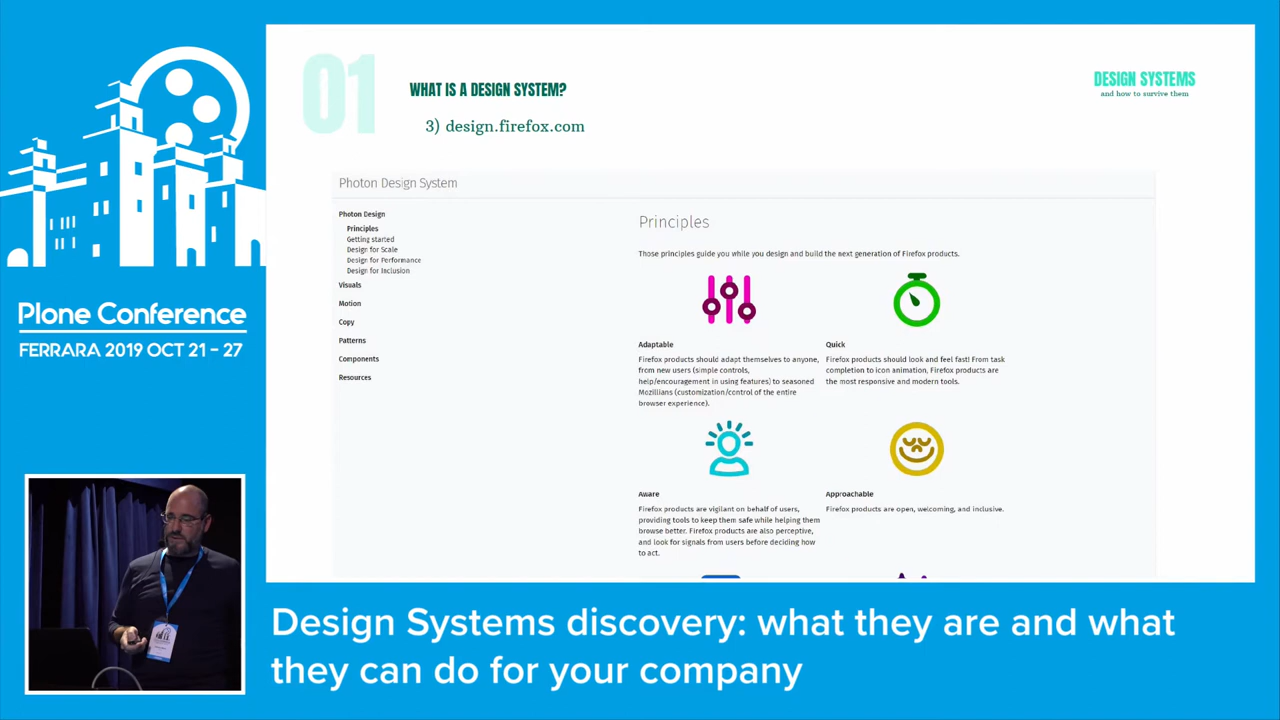 01
WHAT IS A DESIGN SYSTEM?
3) design.firefox.com
DESIGN SYSTEMS
and how to survive them
Photon Design System
Photon Design
Principles
Getting started
Design for Scale
Design for Performance
Design for Inclusion
Visuals
Motion
Copy
Patterns
Components
Resources
Principles
Those principles guide you while you design and build the next generation of Firefox products.
Adaptable
Firefox products should adapt themselves to anyone,
from new users (simple controls,
help/encouragement in using features) to seasoned
Mozillians (customization/control of the entire
browser experience).
Quick
Firefox products should look and feel fast! From task
completion to icon animation, Firefox products are
the most responsive and modern tools.
Aware
Firefox products are vigilant on behalf of users,
providing tools to keep them safe while helping them
browse better. Firefox products are also perceptive,
and look for signals from users before deciding how
to act.
Approachable
Firefox products are open, welcoming, and inclusive.
Plone Conference
FERRARA 2019 OCT 21 - 27
Design Systems discovery: what they are and what
they can do for your company